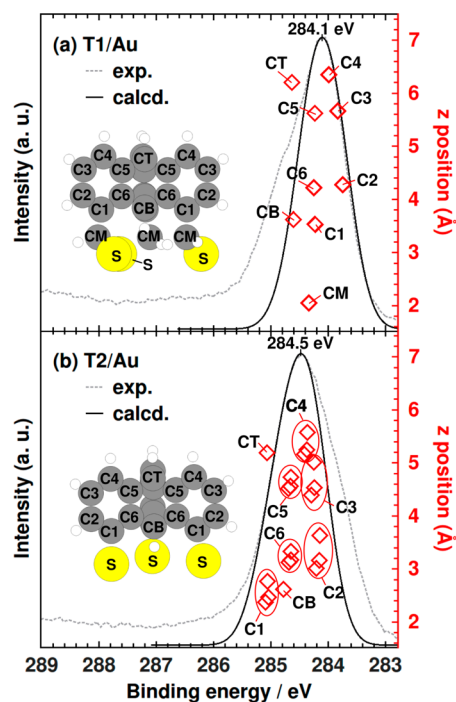 284.1 eV
(a) T1/Au
exp.
calcd.
CT
C4
C5
C3
C6
C2
CB
C1
CM
C4 CT C4
C3 C5 C5 C3
C2 C6 C6 C2
C1 CB C1
CM CM CM
S S
S
Intensity (a. u.)
7
6
5
4
3
2
z position (Å)
284.5 eV
(b) T2/Au
exp.
calcd.
C4
CT
C5
C3
C6
C2
CB
C1
C4 CT C4
C3 C5 C5 C3
C2 C6 C6 C2
C1 CB C1
S S S
Intensity (a. u.)
7
6
5
4
3
2
z position (Å)
289 288 287 286 285 284 283
Binding energy / eV